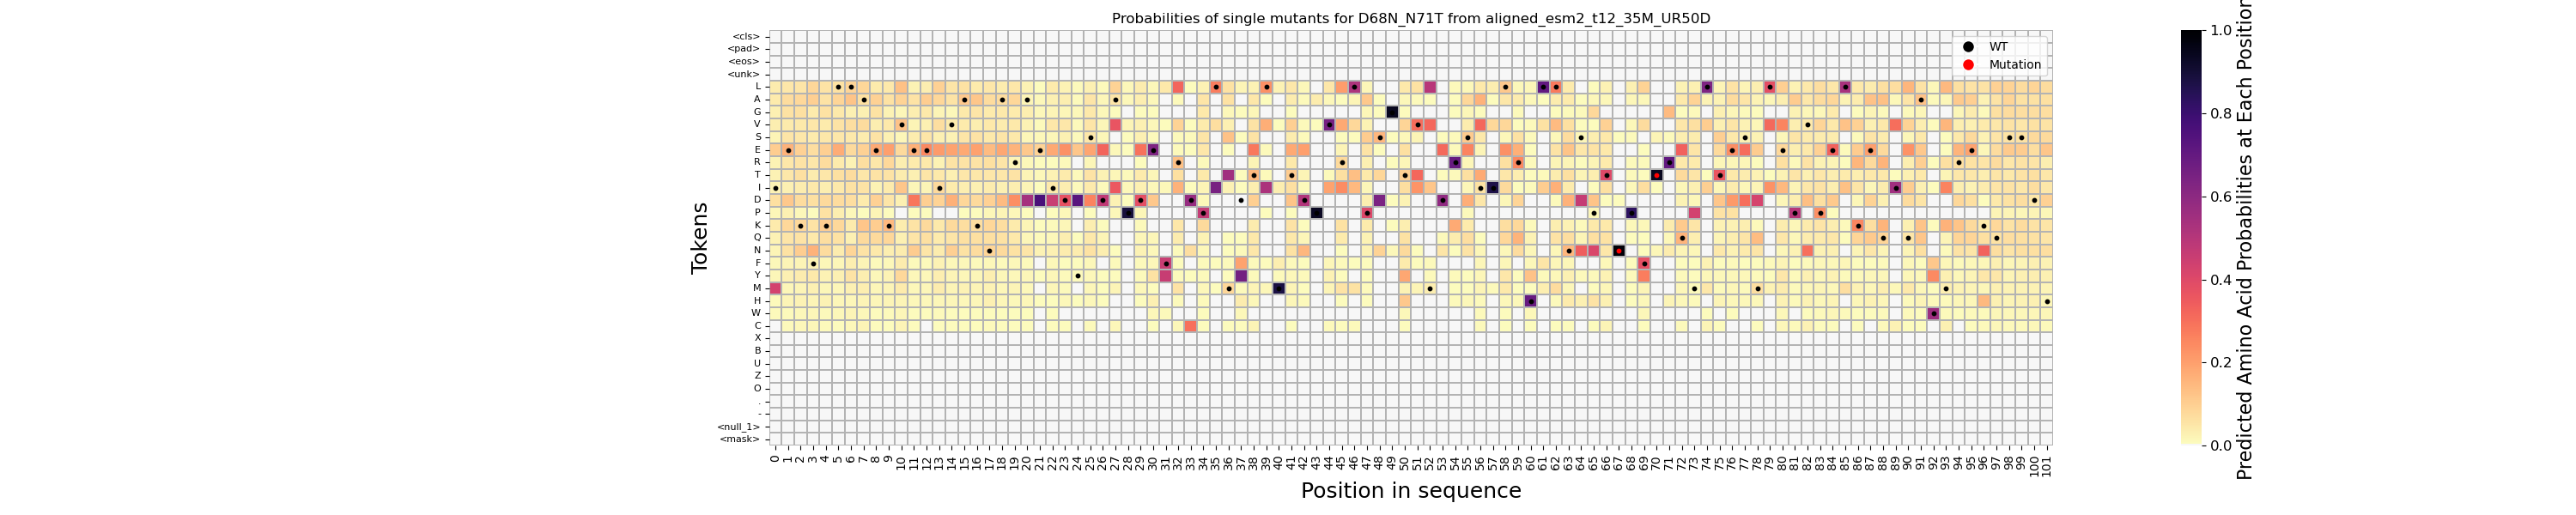 Probabilities of single mutants for D68N_N71T from aligned_esm2_t12_35M_UR50D
<cls>
<pad>
<eos>
<unk>
L
A
G
V
S
E
R
T
I
D
P
K
Q
N
F
Y
M
H
W
C
X
B
U
Z
O
.
-
<null_1>
<mask>
Tokens
0 1 2 3 4 5 6 7 8 9 10 11 12 13 14 15 16 17 18 19 20 21 22 23 24 25 26 27 28 29 30 31 32 33 34 35 36 37 38 39 40 41 42 43 44 45 46 47 48 49 50 51 52 53 54 55 56 57 58 59 60 61 62 63 64 65 66 67 68 69 70 71 72 73 74 75 76 77 78 79 80 81 82 83 84 85 86 87 88 89 90 91 92 93 94 95 96 97 98 99 100 101
Position in sequence
WT
Mutation
1.0
0.8
0.6
0.4
0.2
0.0
Predicted Amino Acid Probabilities at Each Position